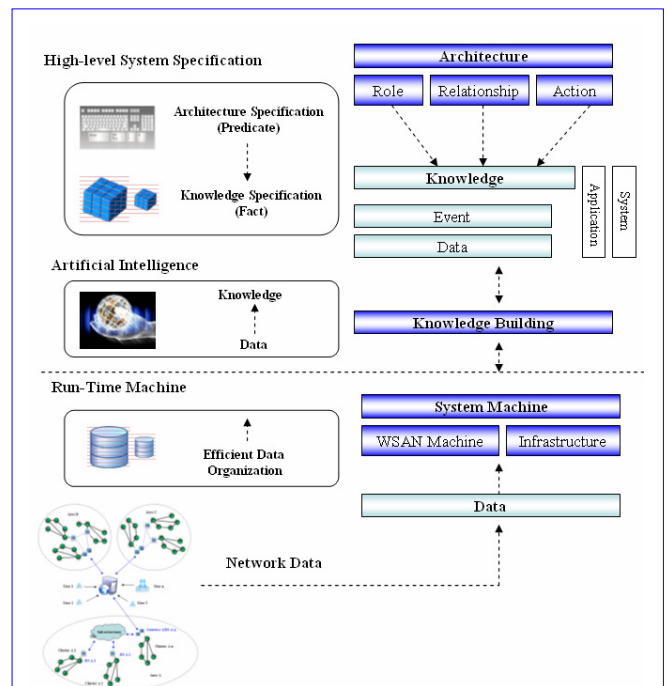 High-level System Specification
Architecture
Role
Relationship
Action
Architecture Specification
(Predicate)
Knowledge Specification
(Fact)
Knowledge
Event
Data
Application
System
Artificial Intelligence
Knowledge
Data
Knowledge Building
Run-Time Machine
System Machine
WSAN Machine
Infrastructure
Efficient Data
Organization
Data
Network Data